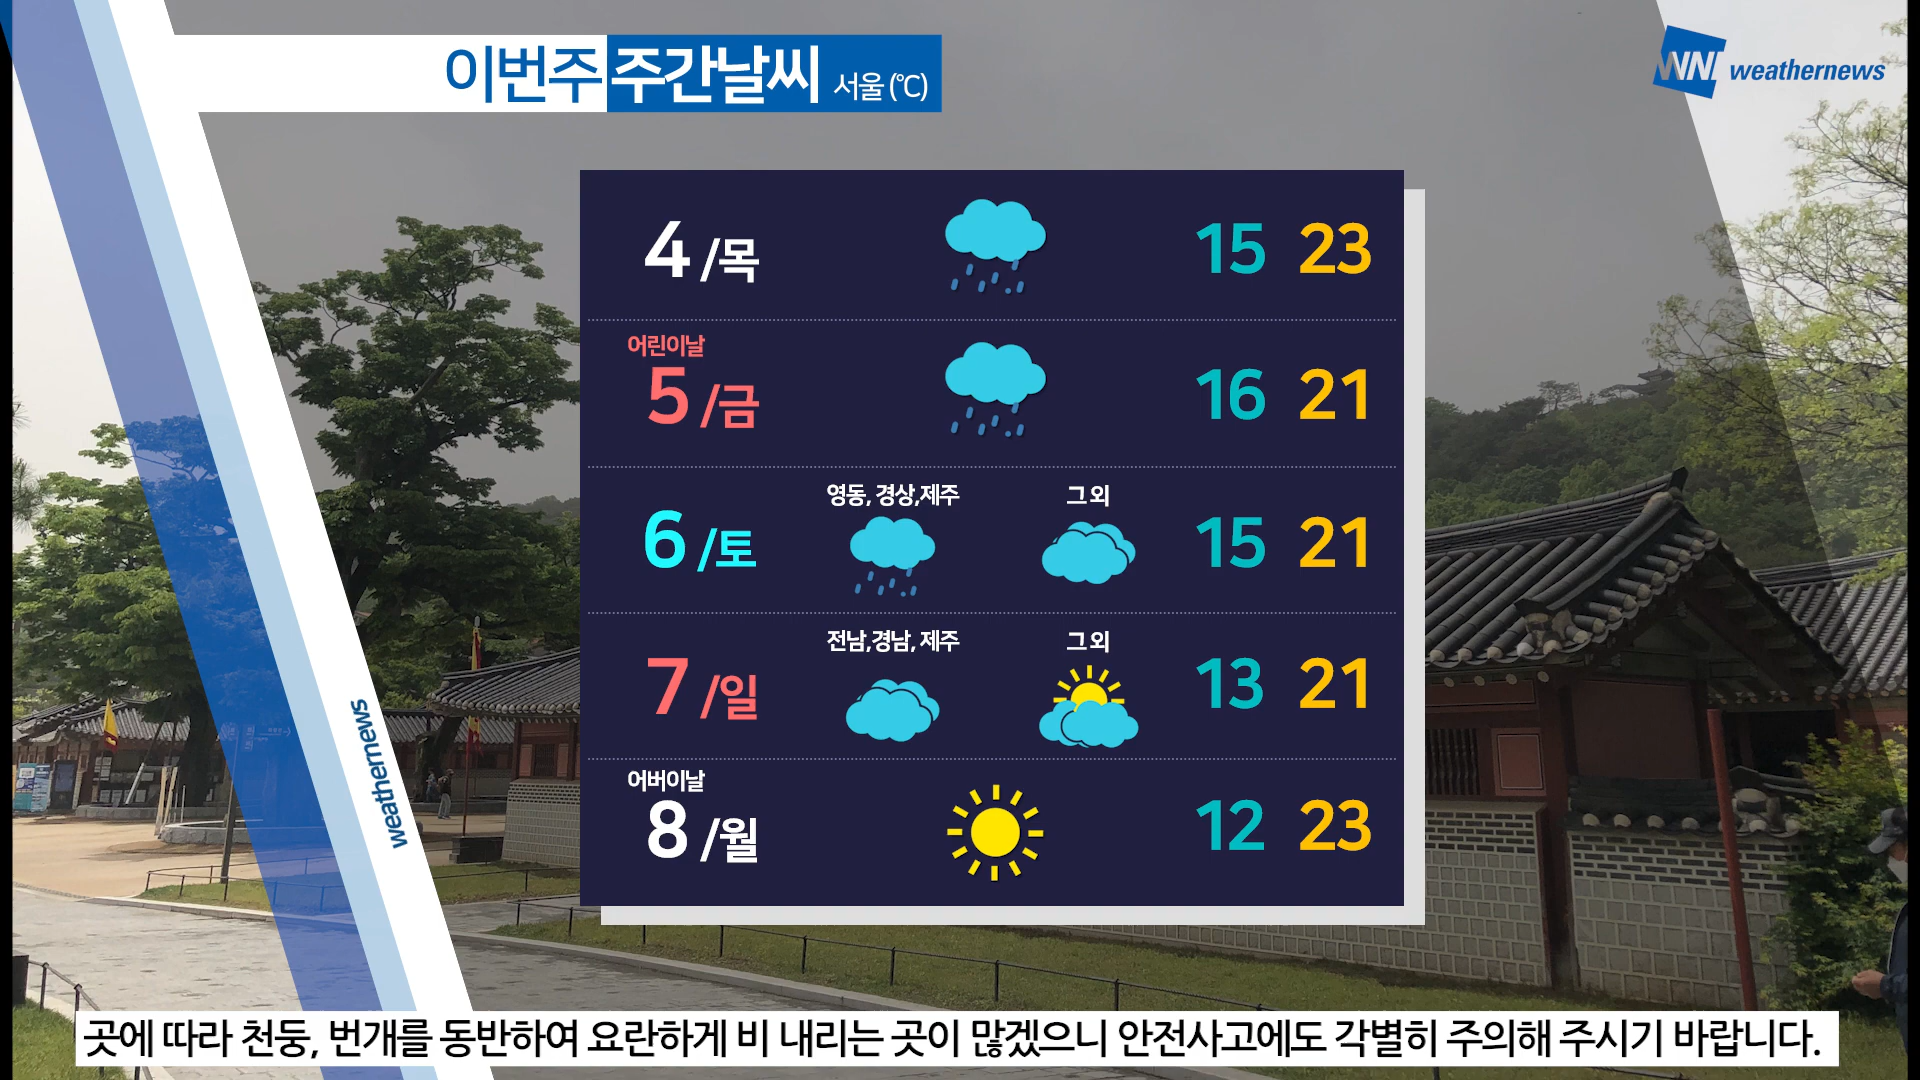 이번주 주간날씨 서울 (℃)
weathernews
4 /목 15 23
어린이날
5 /금 16 21
영동, 경상,제주 그 외
6 /토 15 21
전남,경남, 제주 그 외
7 /일 13 21
어버이날
8 /월 12 23
weathernews
곳에 따라 천둥, 번개를 동반하여 요란하게 비 내리는 곳이 많겠으니 안전사고에도 각별히 주의해 주시기 바랍니다.